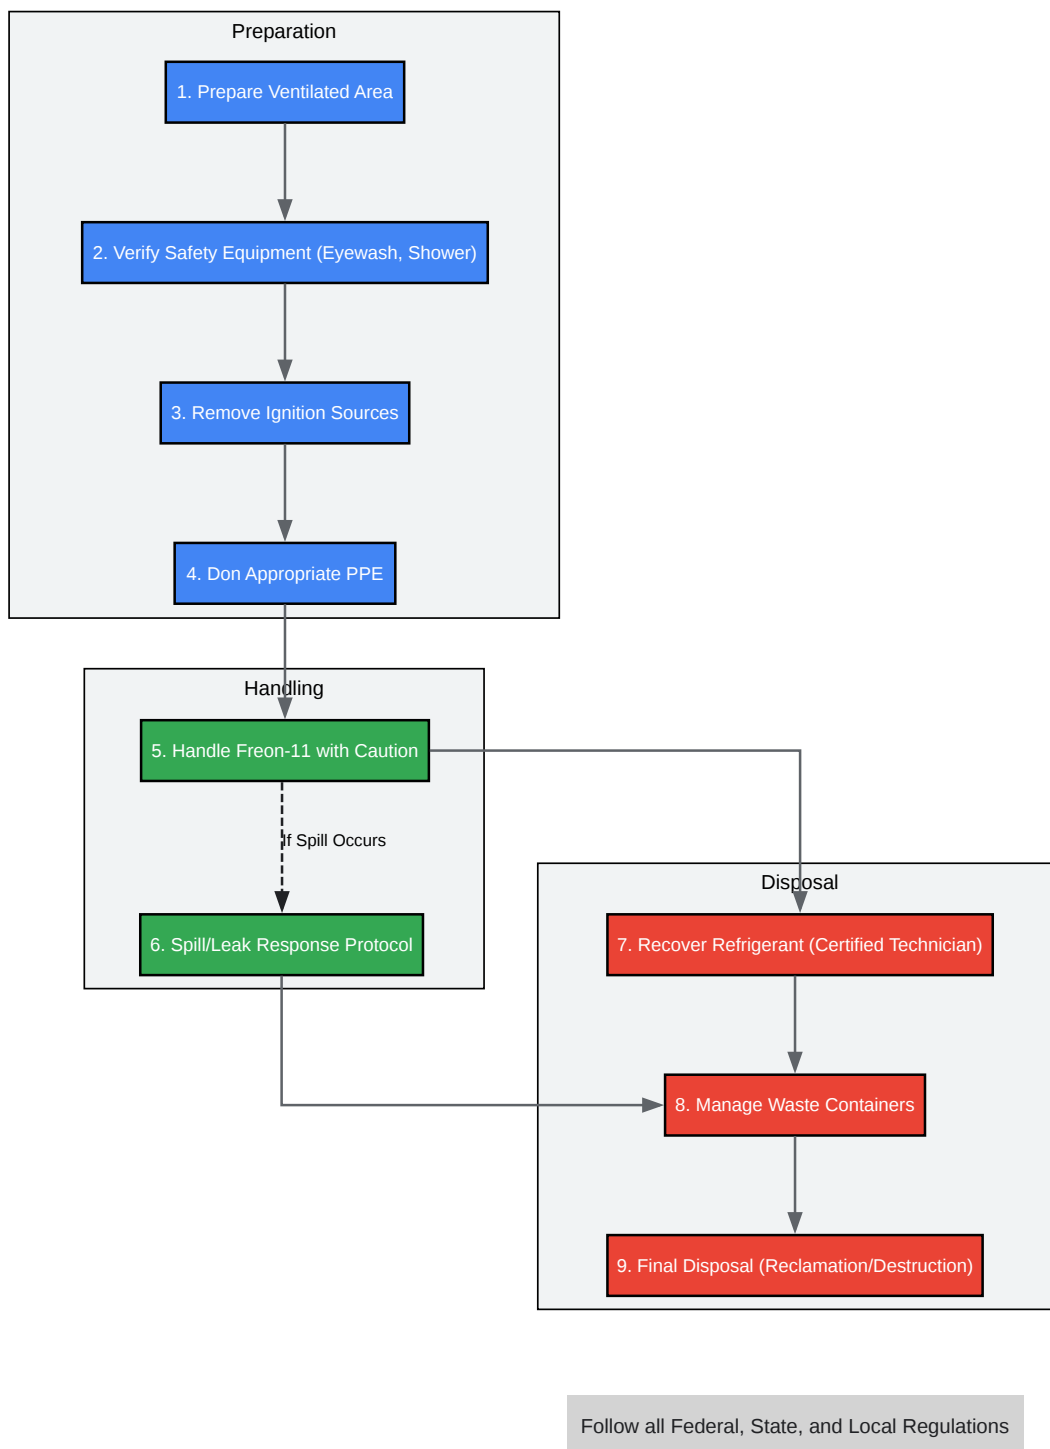 Preparation
1. Prepare Ventilated Area
2. Verify Safety Equipment (Eyewash, Shower)
3. Remove Ignition Sources
4. Don Appropriate PPE
Handling
5. Handle Freon-11 with Caution
If Spill Occurs
6. Spill/Leak Response Protocol
Disposal
7. Recover Refrigerant (Certified Technician)
8. Manage Waste Containers
9. Final Disposal (Reclamation/Destruction)
Follow all Federal, State, and Local Regulations